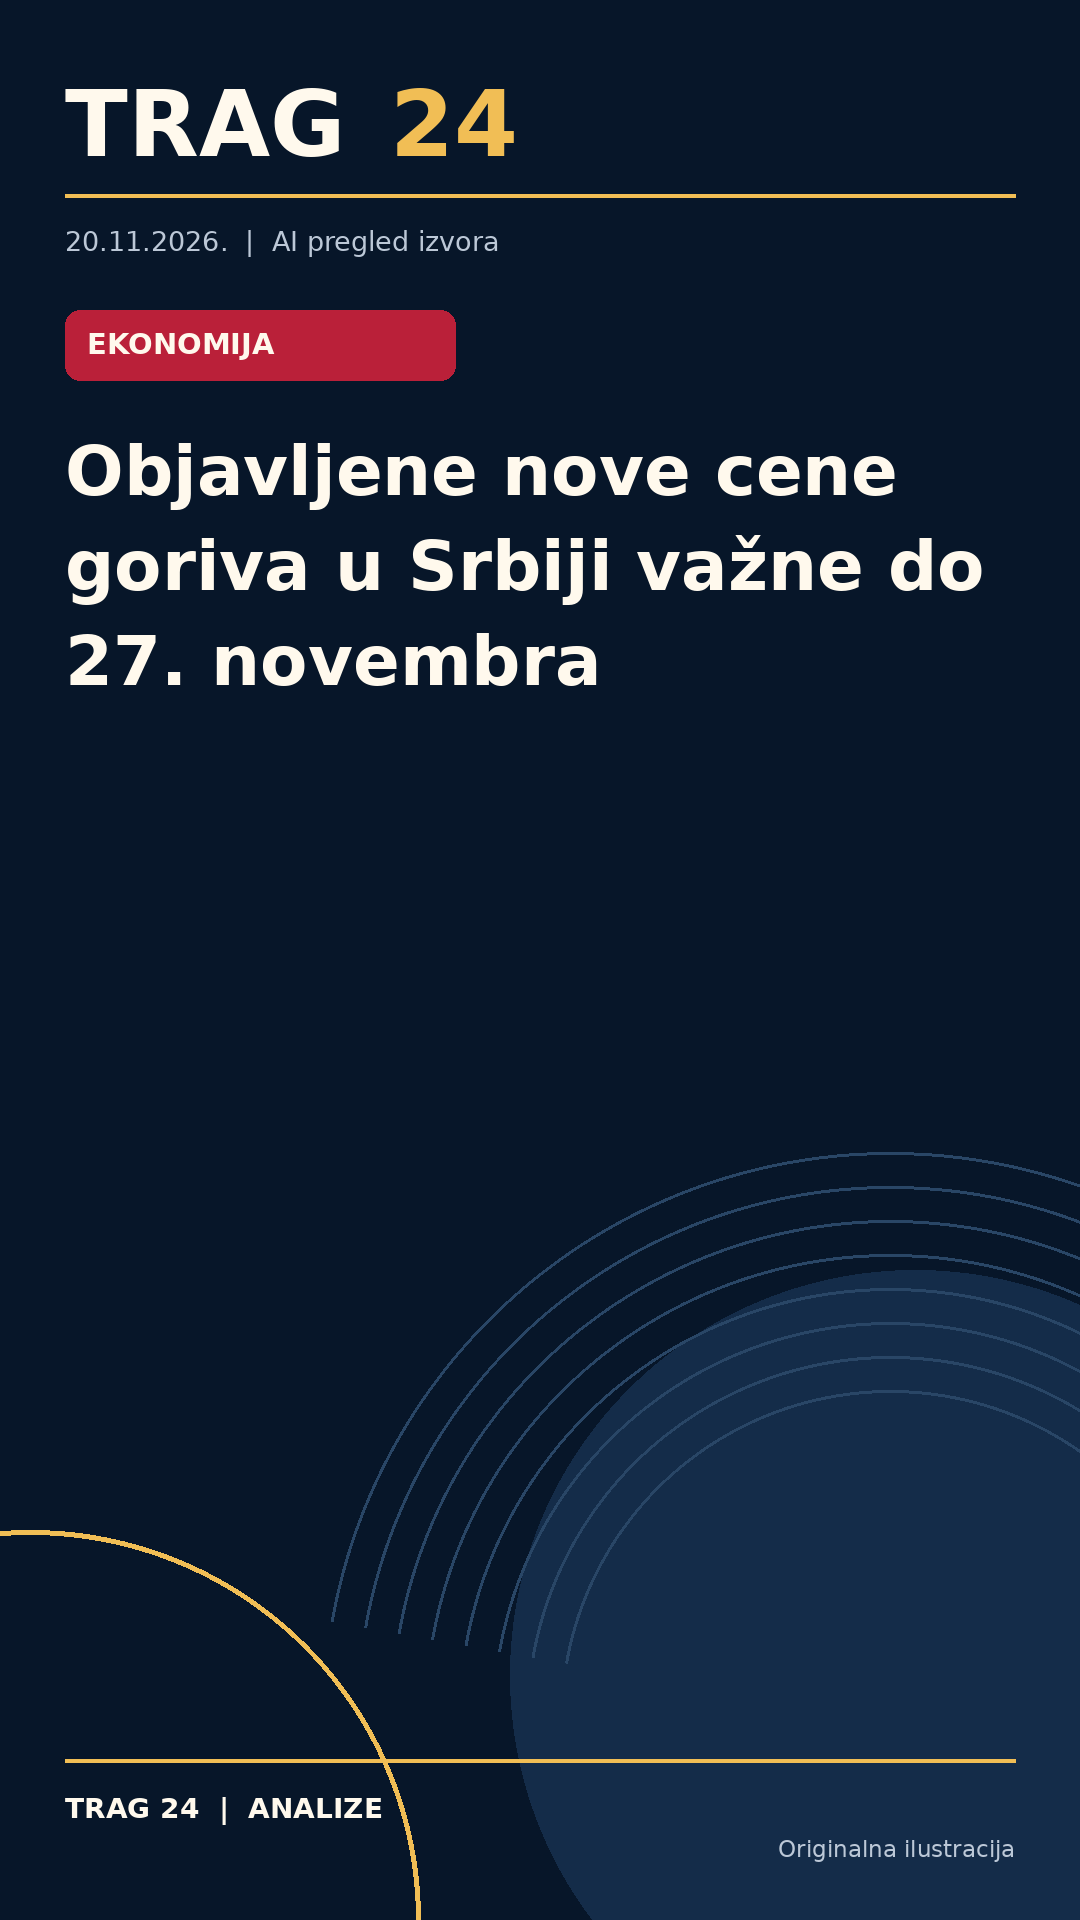 TRAG 24
20.11.2026. | AI pregled izvora
EKONOMIJA
Objavljene nove cene
goriva u Srbiji važne do
27. novembra
TRAG 24 | ANALIZE
Originalna ilustracija